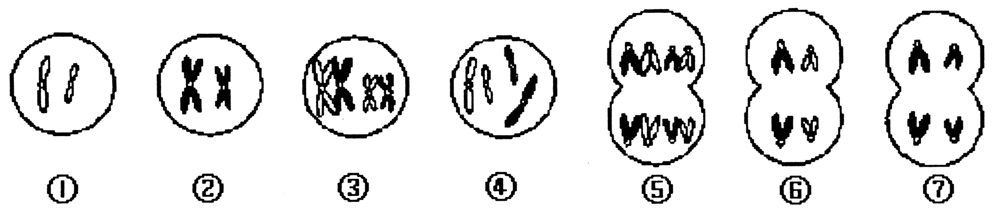 ① ② ③ ④ ⑤ ⑥ ⑦